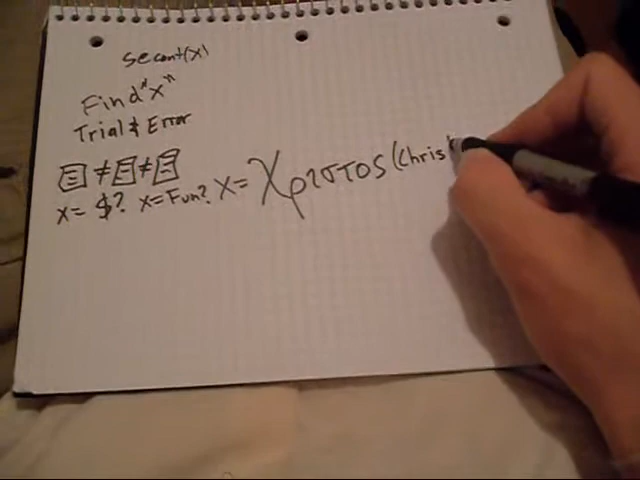 secant(x)
Find "x"
Trial & Error
≠ ≠
x= $? x=Fun? x= Χριστος (Chris